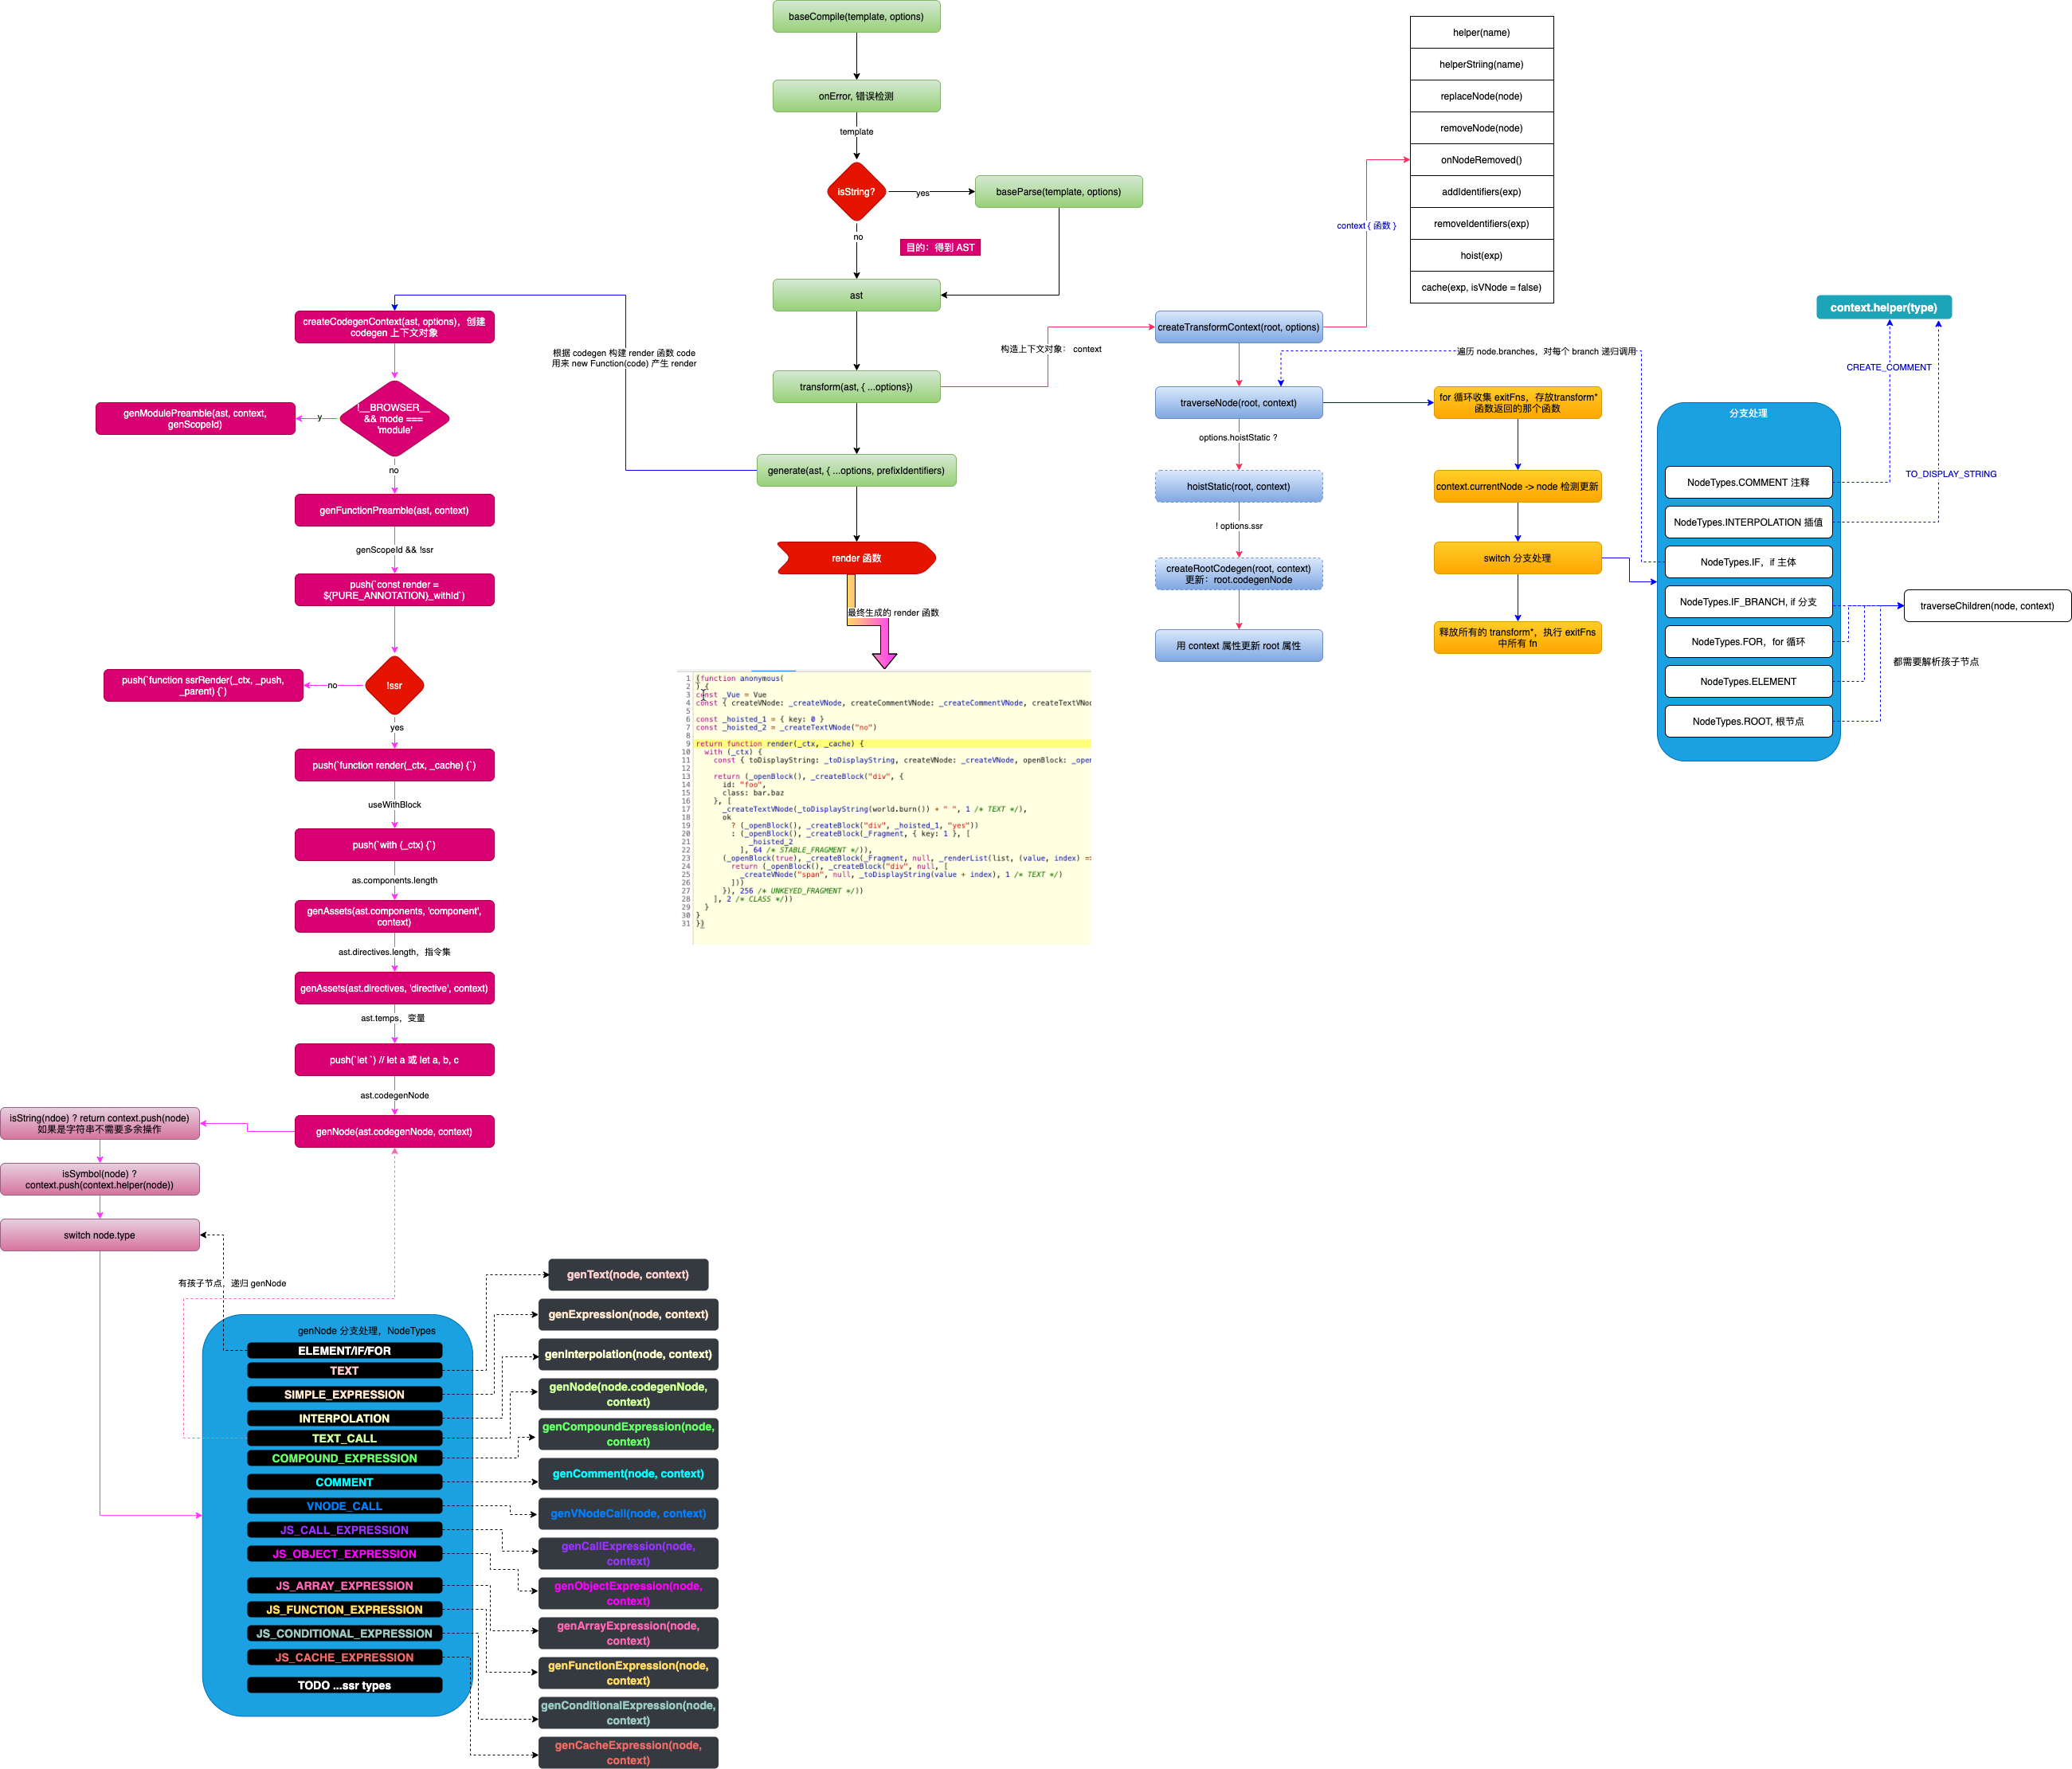 baseCompile(template, options)
onError, 错误检测
template
isString?
yes
baseParse(template, options)
no
目的：得到 AST
ast
transform(ast, { ...options})
generate(ast, { ...options, prefixIdentifiers)
render 函数
最终生成的 render 函数
构造上下文对象： context
createTransformContext(root, options)
context { 函数 }
helper(name)
helperStriing(name)
replaceNode(node)
removeNode(node)
onNodeRemoved()
addIdentifiers(exp)
removeIdentifiers(exp)
hoist(exp)
cache(exp, isVNode = false)
traverseNode(root, context)
options.hoistStatic ?
hoistStatic(root, context)
! options.ssr
createRootCodegen(root, context)
更新：root.codegenNode
用 context 属性更新 root 属性
遍历 node.branches，对每个 branch 递归调用
for 循环收集 exitFns，存放transform*
函数返回的那个函数
context.currentNode -> node 检测更新
switch 分支处理
释放所有的 transform*，执行 exitFns
中所有 fn
context.helper(type)
CREATE_COMMENT
TO_DISPLAY_STRING
分支处理
NodeTypes.COMMENT 注释
NodeTypes.INTERPOLATION 插值
NodeTypes.IF，if 主体
NodeTypes.IF_BRANCH, if 分支
NodeTypes.FOR，for 循环
NodeTypes.ELEMENT
NodeTypes.ROOT, 根节点
traverseChildren(node, context)
都需要解析孩子节点
根据 codegen 构建 render 函数 code
用来 new Function(code) 产生 render
createCodegenContext(ast, options)，创建
codegen 上下文对象
!__BROWSER__
&& mode ===
'module'
y
genModulePreamble(ast, context,
genScopeId)
no
genFunctionPreamble(ast, context)
genScopeId && !ssr
push(`const render =
${PURE_ANNOTATION}_withId`)
!ssr
no
push(`function ssrRender(_ctx, _push,
_parent) {`)
yes
push(`function render(_ctx, _cache) {`)
useWithBlock
push(`with (_ctx) {`)
as.components.length
genAssets(ast.components, 'component',
context)
ast.directives.length，指令集
genAssets(ast.directives, 'directive', context)
ast.temps，变量
push(`let `) // let a 或 let a, b, c
ast.codegenNode
genNode(ast.codegenNode, context)
isString(ndoe) ? return context.push(node)
如果是字符串不需要多余操作
isSymbol(node) ?
context.push(context.helper(node))
switch node.type
有孩子节点，递归 genNode
genNode 分支处理，NodeTypes
ELEMENT/IF/FOR
TEXT
SIMPLE_EXPRESSION
INTERPOLATION
TEXT_CALL
COMPOUND_EXPRESSION
COMMENT
VNODE_CALL
JS_CALL_EXPRESSION
JS_OBJECT_EXPRESSION
JS_ARRAY_EXPRESSION
JS_FUNCTION_EXPRESSION
JS_CONDITIONAL_EXPRESSION
JS_CACHE_EXPRESSION
TODO ...ssr types
genText(node, context)
genExpression(node, context)
genInterpolation(node, context)
genNode(node.codegenNode,
context)
genCompoundExpression(node,
context)
genComment(node, context)
genVNodeCall(node, context)
genCallExpression(node,
context)
genObjectExpression(node,
context)
genArrayExpression(node,
context)
genFunctionExpression(node,
context)
genConditionalExpression(node,
context)
genCacheExpression(node,
context)
1 (function anonymous(
2 ) {
3 const _Vue = Vue
4 const { createVNode: _createVNode, createCommentVNode: _createCommentVNode, createTextVNo
5
6 const _hoisted_1 = { key: 0 }
7 const _hoisted_2 = _createTextVNode("no")
8
9 return function render(_ctx, _cache) {
10 with (_ctx) {
11 const { toDisplayString: _toDisplayString, createVNode: _createVNode, openBlock: _open
12
13 return (_openBlock(), _createBlock("div", {
14 id: "foo",
15 class: bar.baz
16 }, [
17 _createTextVNode(_toDisplayString(world.burn()) + " ", 1 /* TEXT */),
18 ok
19 ? (_openBlock(), _createBlock("div", _hoisted_1, "yes"))
20 : (_openBlock(), _createBlock(_Fragment, { key: 1 }, [
21 _hoisted_2
22 ], 64 /* STABLE_FRAGMENT */)),
23 (_openBlock(true), _createBlock(_Fragment, null, _renderList(list, (value, index) =>
24 return (_openBlock(), _createBlock("div", null, [
25 _createVNode("span", null, _toDisplayString(value + index), 1 /* TEXT */)
26 ]))
27 }), 256 /* UNKEYED_FRAGMENT */))
28 ], 2 /* CLASS */))
29 }
30 }
31 })